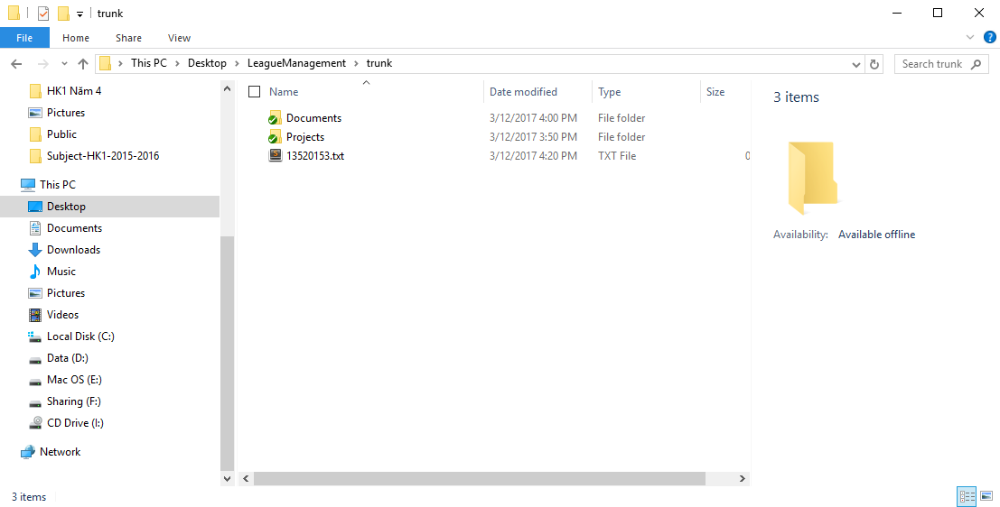 trunk
File Home Share View
This PC Desktop LeagueManagement trunk Search trunk
HK1 Năm 4
Pictures
Public
Subject-HK1-2015-2016
This PC
Desktop
Documents
Downloads
Music
Pictures
Videos
Local Disk (C:)
Data (D:)
Mac OS (E:)
Sharing (F:)
CD Drive (I:)
Network
Name Date modified Type Size
Documents 3/12/2017 4:00 PM File folder
Projects 3/12/2017 3:50 PM File folder
13520153.txt 3/12/2017 4:20 PM TXT File 0
3 items
Availability: Available offline
3 items